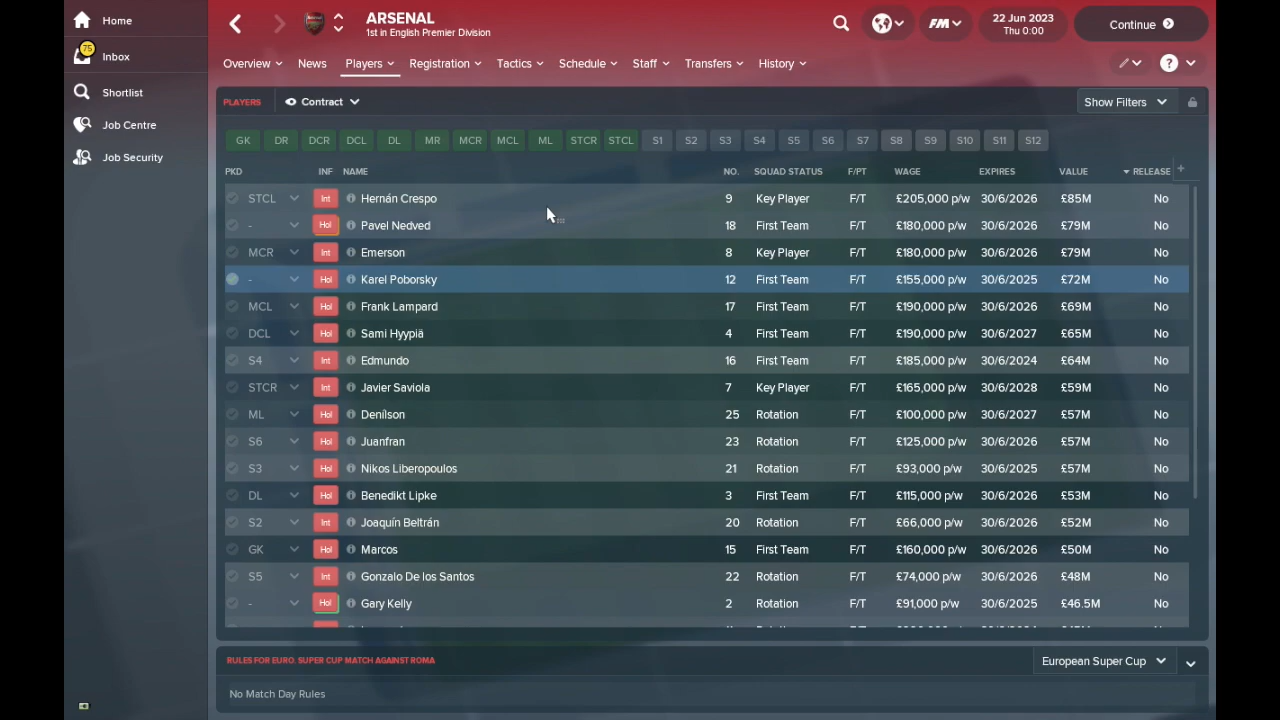 Home
Inbox
75
Shortlist
Job Centre
Job Security
ARSENAL
1st in English Premier Division
FM
22 Jun 2023
Thu 0:00
Continue
Overview News Players Registration Tactics Schedule Staff Transfers History
?
PLAYERS Contract Show Filters
GK DR DCR DCL DL MR MCR MCL ML STCR STCL S1 S2 S3 S4 S5 S6 S7 S8 S9 S10 S11 S12
PKD INF NAME NO. SQUAD STATUS F/PT WAGE EXPIRES VALUE RELEASE +
STCL Int Hernán Crespo 9 Key Player F/T £205,000 p/w 30/6/2026 £85M No
- Hol Pavel Nedved 18 First Team F/T £180,000 p/w 30/6/2026 £79M No
MCR Int Emerson 8 Key Player F/T £180,000 p/w 30/6/2026 £79M No
- Hol Karel Poborsky 12 First Team F/T £155,000 p/w 30/6/2025 £72M No
MCL Hol Frank Lampard 17 First Team F/T £190,000 p/w 30/6/2026 £69M No
DCL Hol Sami Hyypiä 4 First Team F/T £190,000 p/w 30/6/2027 £65M No
S4 Int Edmundo 16 First Team F/T £185,000 p/w 30/6/2024 £64M No
STCR Int Javier Saviola 7 Key Player F/T £165,000 p/w 30/6/2028 £59M No
ML Hol Denílson 25 Rotation F/T £100,000 p/w 30/6/2027 £57M No
S6 Hol Juanfran 23 Rotation F/T £125,000 p/w 30/6/2026 £57M No
S3 Hol Nikos Liberopoulos 21 Rotation F/T £93,000 p/w 30/6/2025 £57M No
DL Hol Benedikt Lipke 3 First Team F/T £115,000 p/w 30/6/2026 £53M No
S2 Int Joaquín Beltrán 20 Rotation F/T £66,000 p/w 30/6/2026 £52M No
GK Hol Marcos 15 First Team F/T £160,000 p/w 30/6/2026 £50M No
S5 Int Gonzalo De los Santos 22 Rotation F/T £74,000 p/w 30/6/2026 £48M No
- Hol Gary Kelly 2 Rotation F/T £91,000 p/w 30/6/2025 £46.5M No
RULES FOR EURO. SUPER CUP MATCH AGAINST ROMA European Super Cup
No Match Day Rules